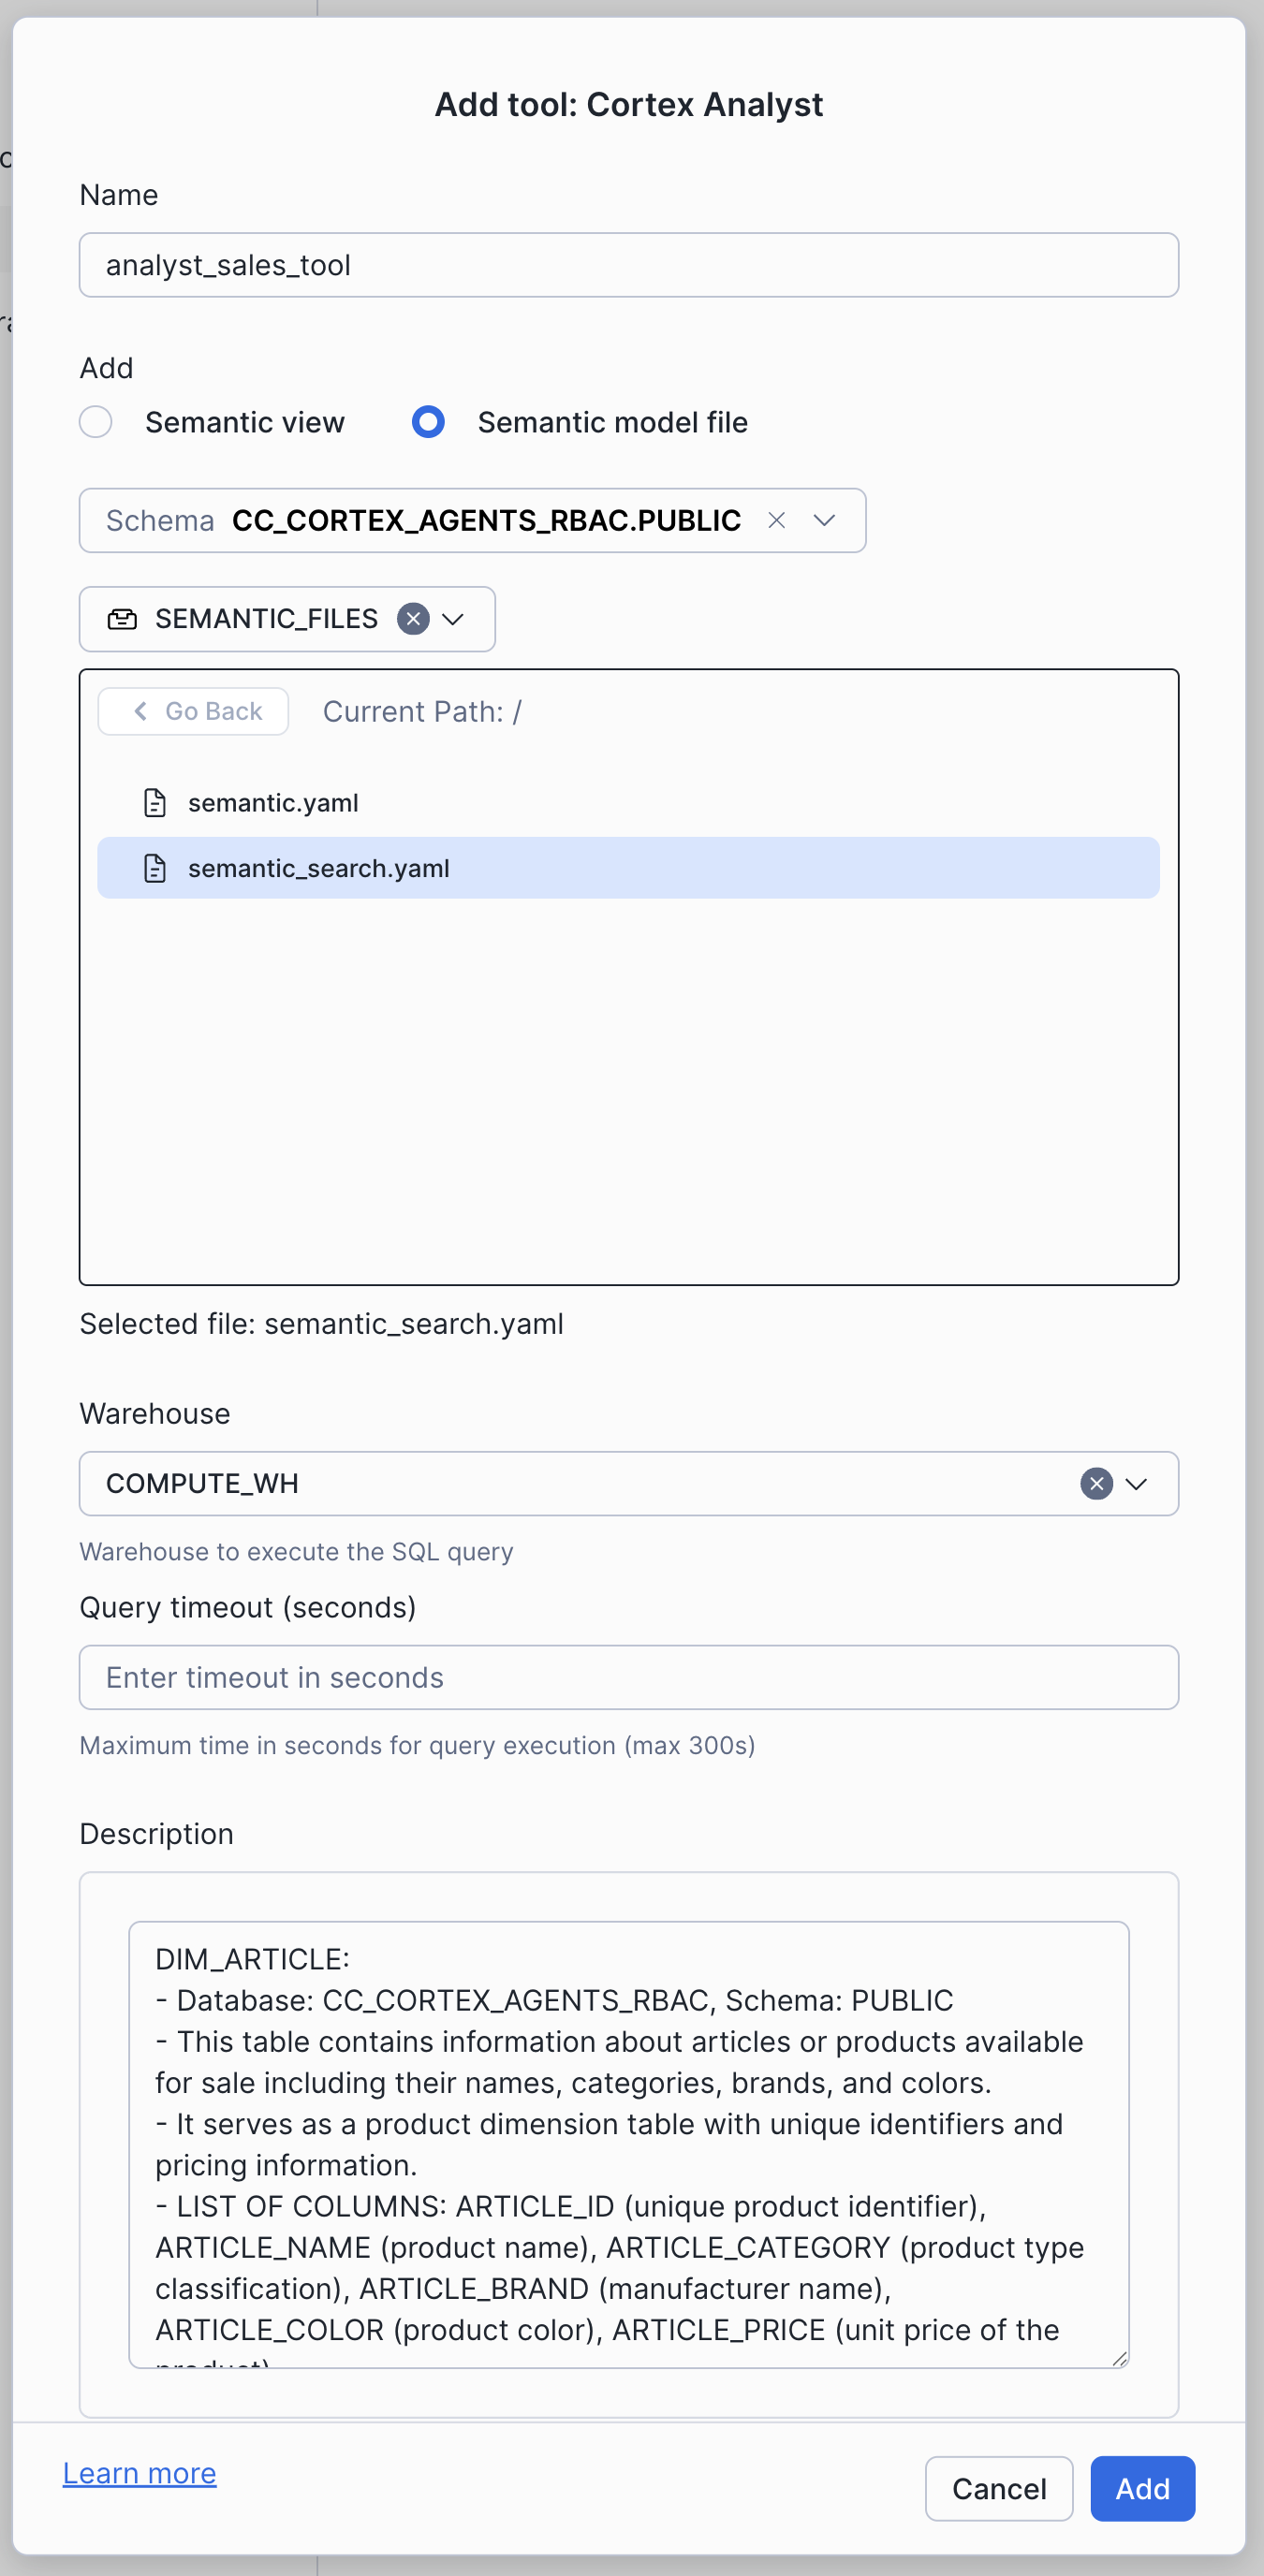 Add tool: Cortex Analyst
Name
analyst_sales_tool
Add
Semantic view Semantic model file
Schema CC_CORTEX_AGENTS_RBAC.PUBLIC
SEMANTIC_FILES
Go Back Current Path: /
semantic.yaml
semantic_search.yaml
Selected file: semantic_search.yaml
Warehouse
COMPUTE_WH
Warehouse to execute the SQL query
Query timeout (seconds)
Enter timeout in seconds
Maximum time in seconds for query execution (max 300s)
Description
DIM_ARTICLE:
- Database: CC_CORTEX_AGENTS_RBAC, Schema: PUBLIC
- This table contains information about articles or products available
for sale including their names, categories, brands, and colors.
- It serves as a product dimension table with unique identifiers and
pricing information.
- LIST OF COLUMNS: ARTICLE_ID (unique product identifier),
ARTICLE_NAME (product name), ARTICLE_CATEGORY (product type
classification), ARTICLE_BRAND (manufacturer name),
ARTICLE_COLOR (product color), ARTICLE_PRICE (unit price of the
product)
Learn more
Cancel Add